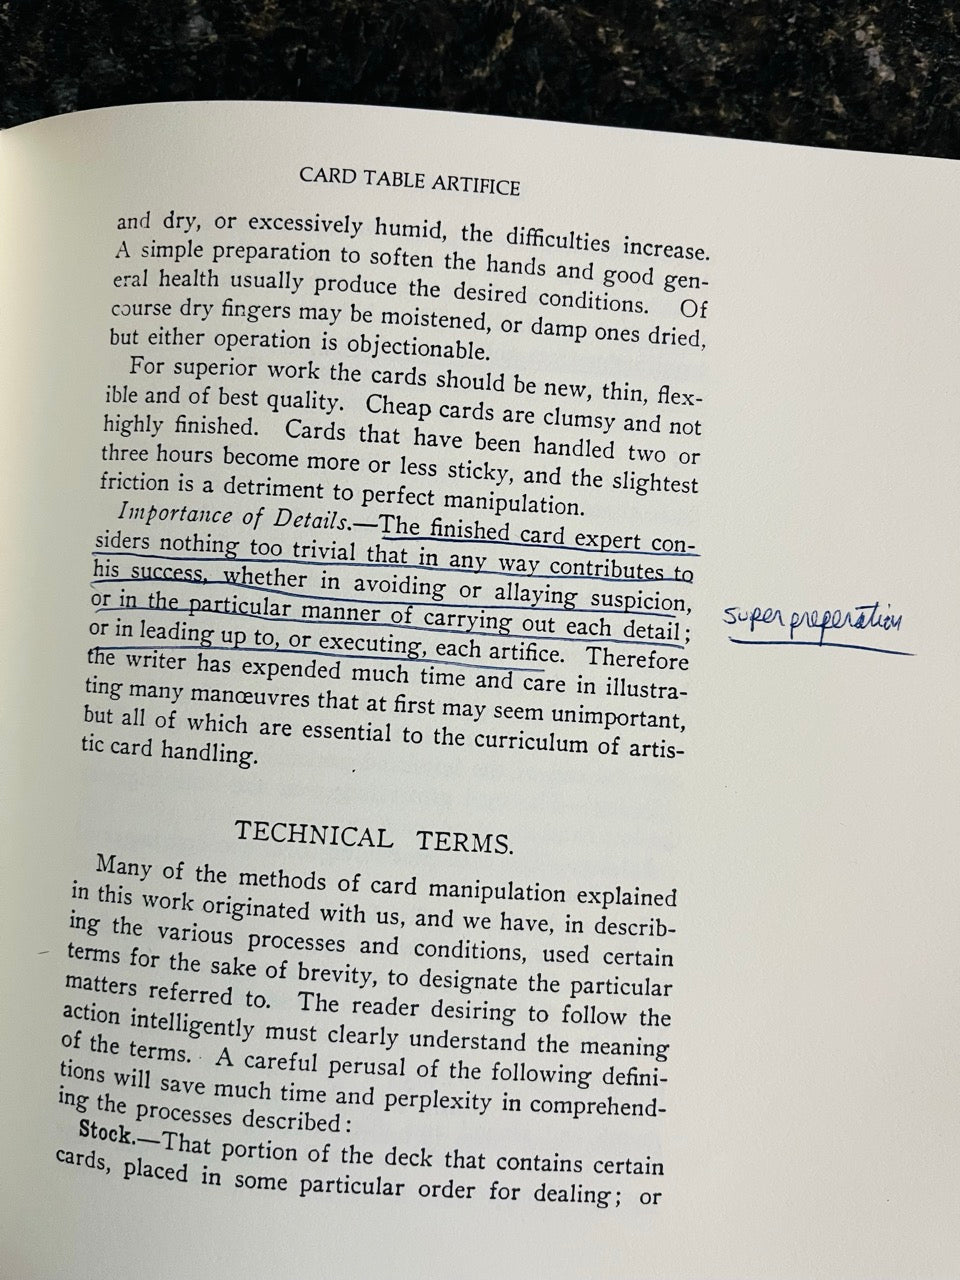 CARD TABLE ARTIFICE
and dry, or excessively humid, the difficulties increase.
A simple preparation to soften the hands and good gen-
eral health usually produce the desired conditions. Of
course dry fingers may be moistened, or damp ones dried,
but either operation is objectionable.
For superior work the cards should be new, thin, flex-
ible and of best quality. Cheap cards are clumsy and not
highly finished. Cards that have been handled two or
three hours become more or less sticky, and the slightest
friction is a detriment to perfect manipulation.
Importance of Details.—The finished card expert con-
siders nothing too trivial that in any way contributes to
his success, whether in avoiding or allaying suspicion,
or in the particular manner of carrying out each detail;
or in leading up to, or executing, each artifice. Therefore
the writer has expended much time and care in illustra-
ting many manœuvres that at first may seem unimportant,
but all of which are essential to the curriculum of artis-
tic card handling.
super preperation
TECHNICAL TERMS.
Many of the methods of card manipulation explained
in this work originated with us, and we have, in describ-
ing the various processes and conditions, used certain
terms for the sake of brevity, to designate the particular
matters referred to. The reader desiring to follow the
action intelligently must clearly understand the meaning
of the terms. A careful perusal of the following defini-
tions will save much time and perplexity in comprehend-
ing the processes described:
Stock.—That portion of the deck that contains certain
cards, placed in some particular order for dealing; or